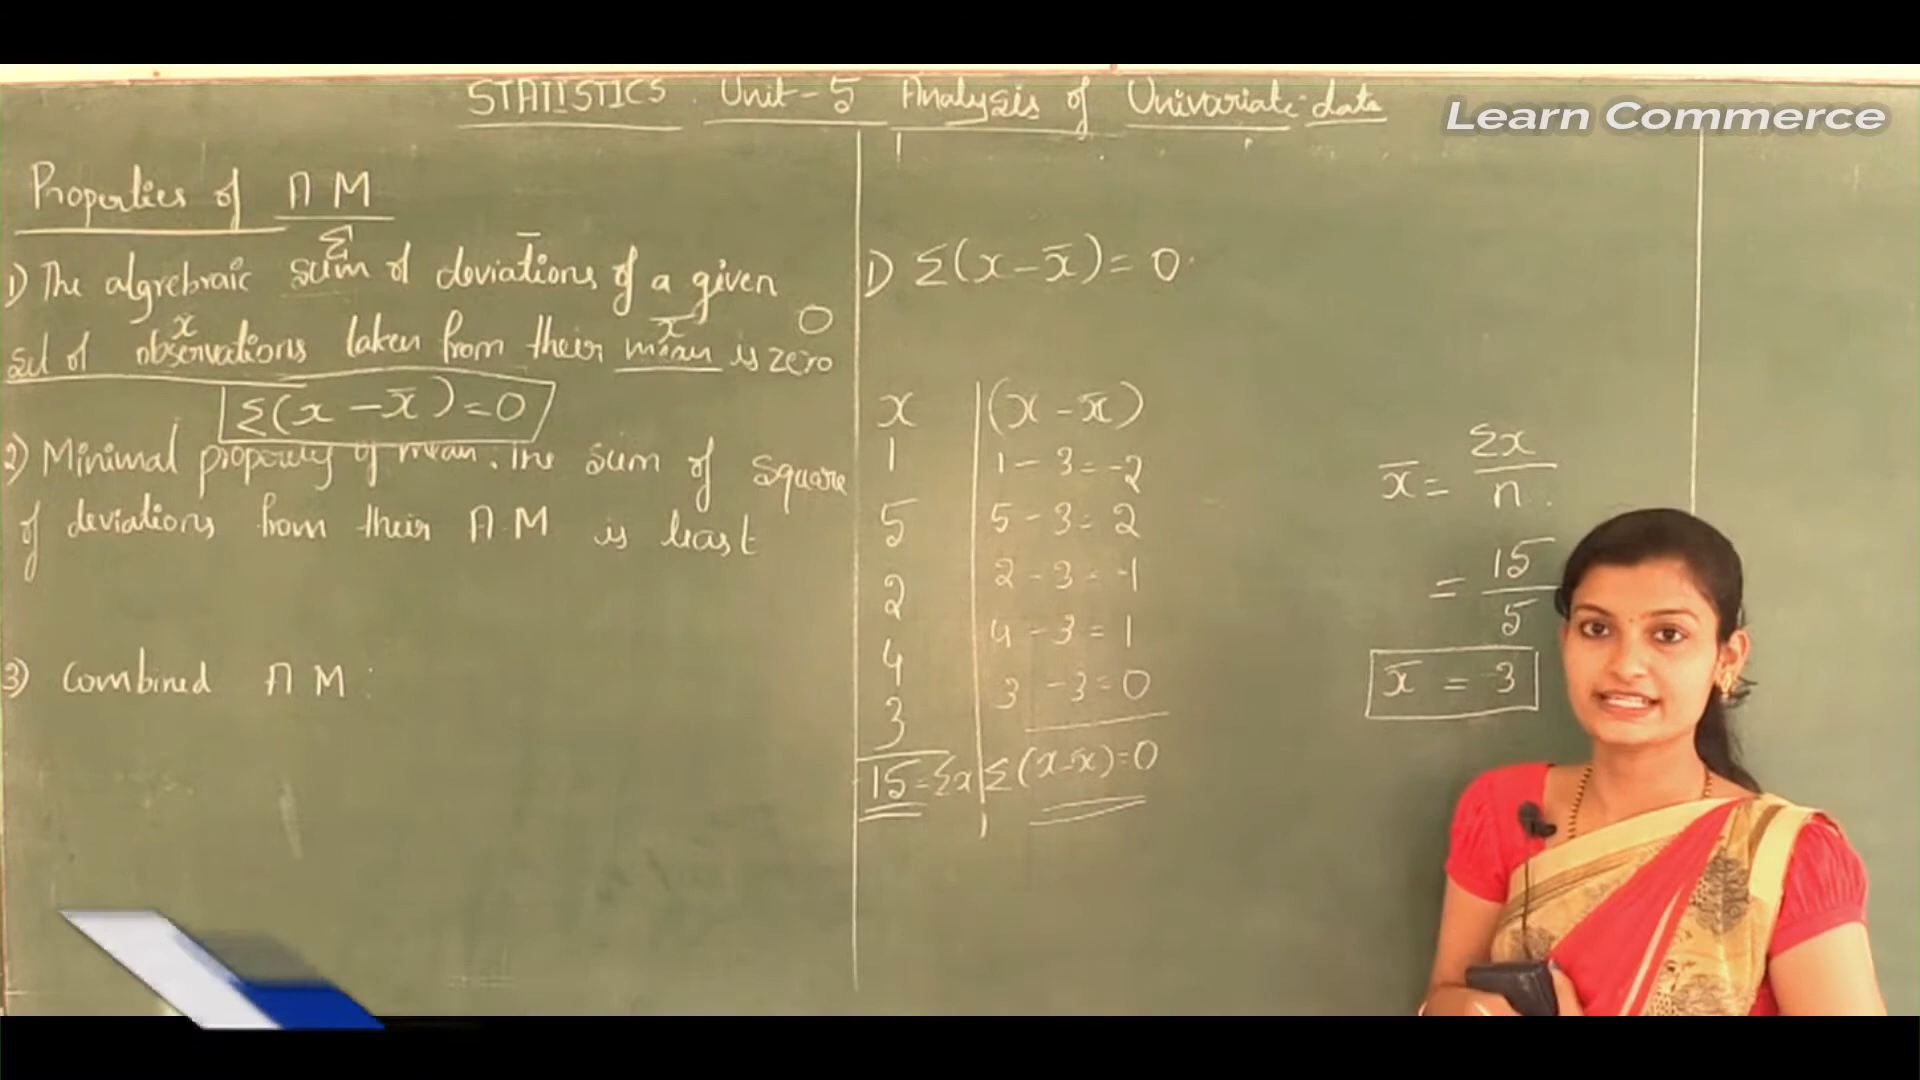 STATISTICS Unit-5 Analysis of Univariate data
Learn Commerce
Properties of A M
Σ
1) The algrebraic sum of deviations of a given
x x̄ 0
set of observations taken from their mean is zero
Σ(x - x̄) = 0
2) Minimal property of mean. The sum of square
of deviations from their A.M is least
3) Combined A M :
1) Σ(x - x̄) = 0
x (x - x̄)
1 1 - 3 = -2
5 5 - 3 = 2
2 2 - 3 = -1
4 4 - 3 = 1
3 3 - 3 = 0
15 = Σx Σ(x - x̄) = 0
x̄ = Σx / n
= 15 / 5
x̄ = 3